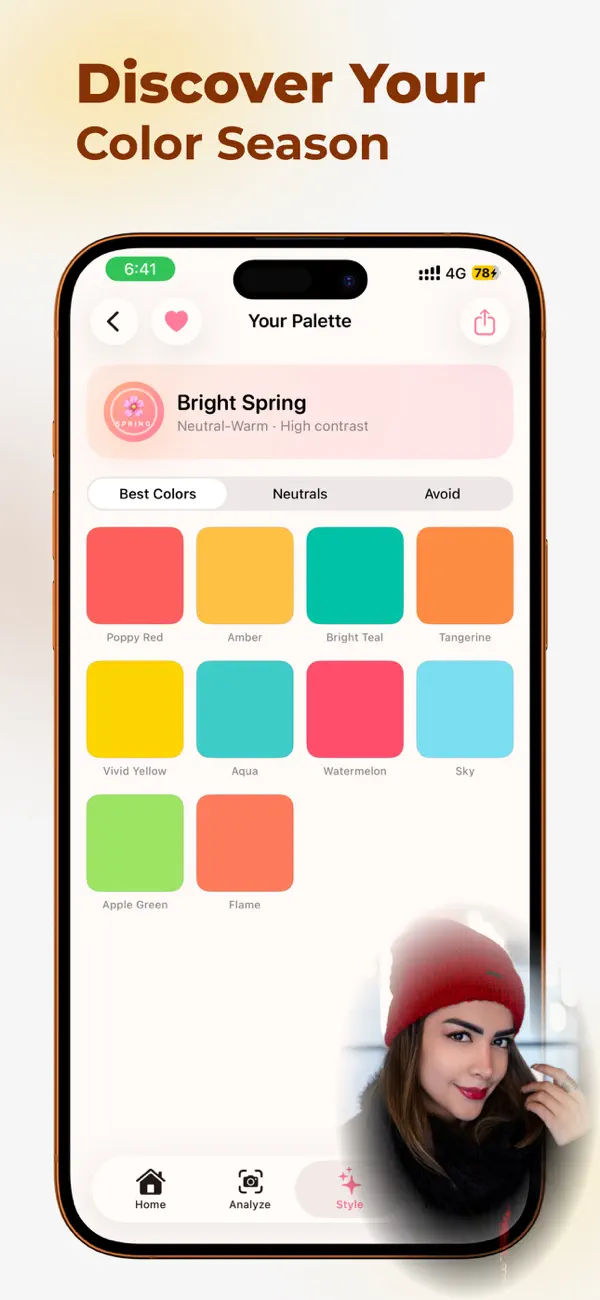 Discover Your
Color Season
6:41
4G 78
Your Palette
SPRING
Bright Spring
Neutral-Warm · High contrast
Best Colors Neutrals Avoid
Poppy Red Amber Bright Teal Tangerine
Vivid Yellow Aqua Watermelon Sky
Apple Green Flame
Home Analyze Style